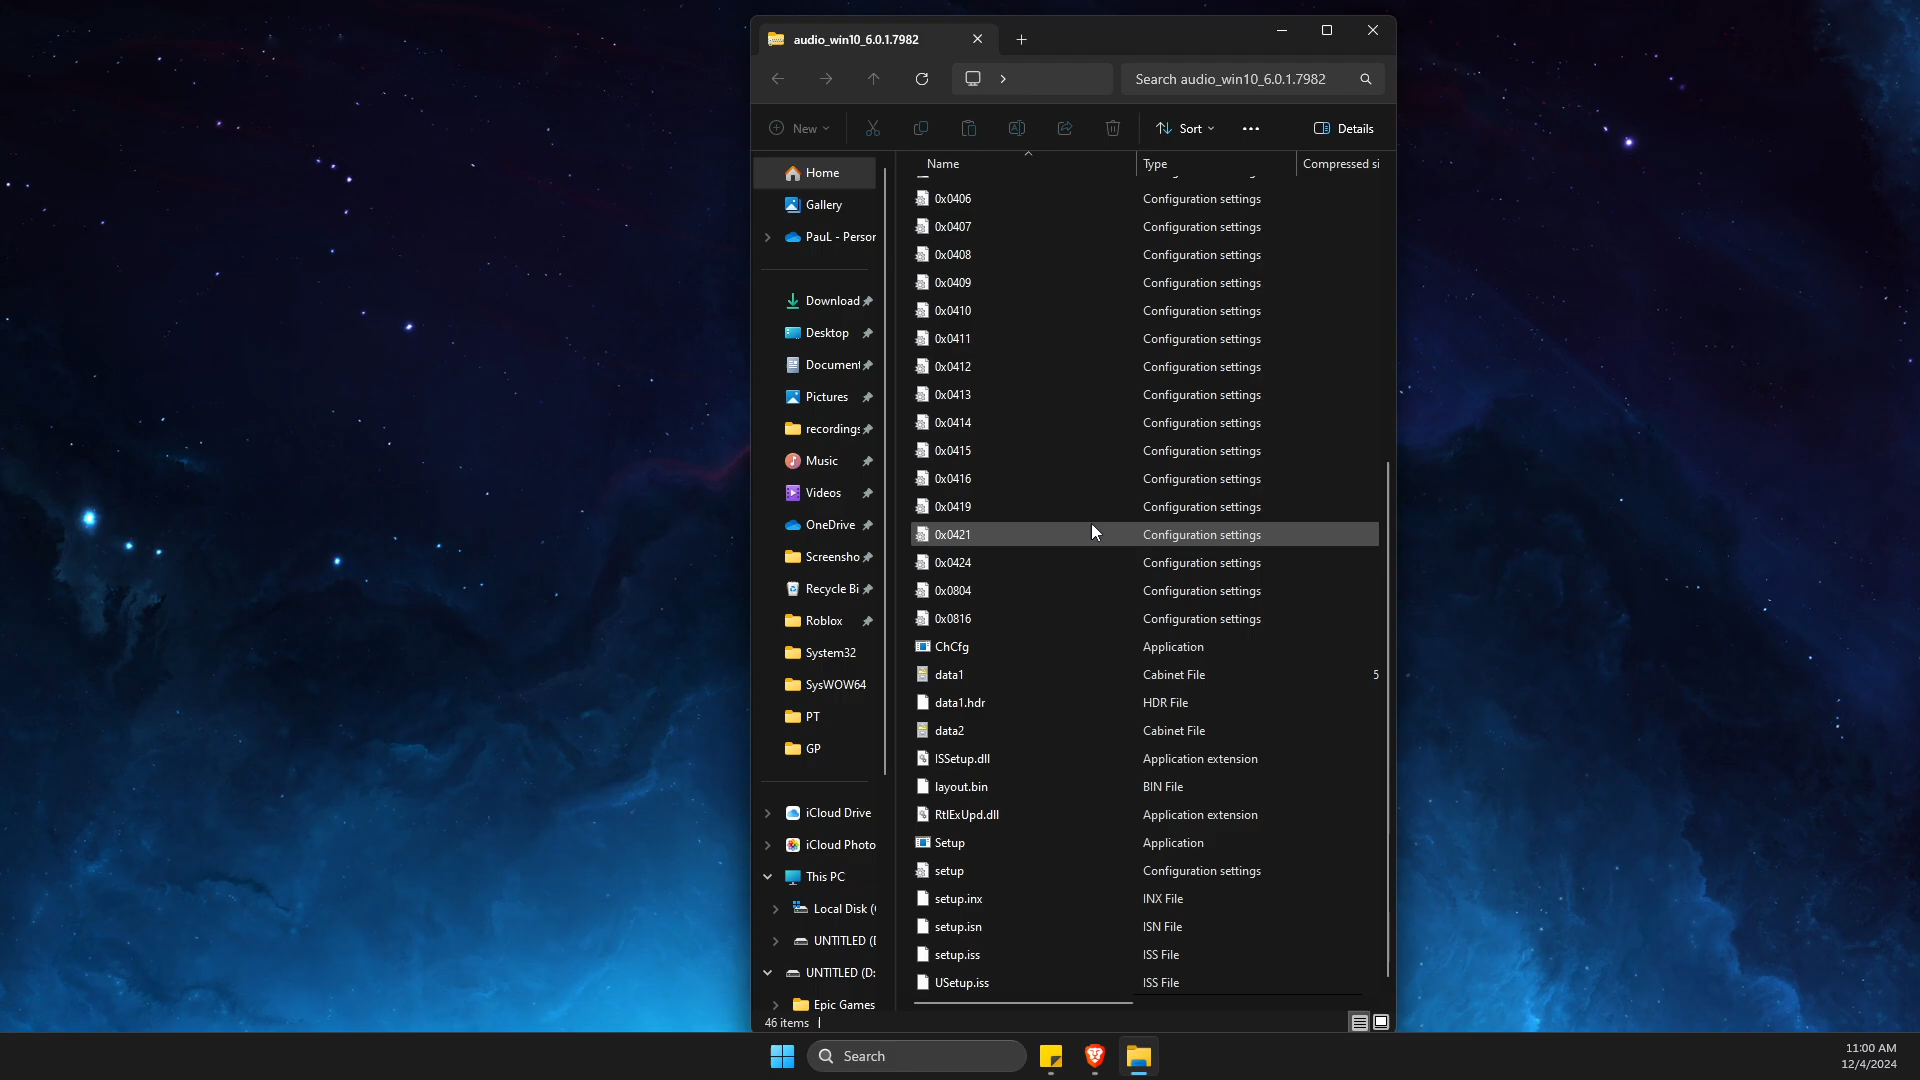 audio_win10_6.0.1.7982
Search audio_win10_6.0.1.7982
New
Sort
Details
Name Type Compressed si
Home
Gallery
PauL - Persor
Download
Desktop
Document
Pictures
recordings
Music
Videos
OneDrive
Screensho
Recycle Bi
Roblox
System32
SysWOW64
PT
GP
iCloud Drive
iCloud Photo
This PC
Local Disk (
UNTITLED (
UNTITLED (D:
Epic Games
0x0406 Configuration settings
0x0407 Configuration settings
0x0408 Configuration settings
0x0409 Configuration settings
0x0410 Configuration settings
0x0411 Configuration settings
0x0412 Configuration settings
0x0413 Configuration settings
0x0414 Configuration settings
0x0415 Configuration settings
0x0416 Configuration settings
0x0419 Configuration settings
0x0421 Configuration settings
0x0424 Configuration settings
0x0804 Configuration settings
0x0816 Configuration settings
ChCfg Application
data1 Cabinet File 5
data1.hdr HDR File
data2 Cabinet File
ISSetup.dll Application extension
layout.bin BIN File
RtlExUpd.dll Application extension
Setup Application
setup Configuration settings
setup.inx INX File
setup.isn ISN File
setup.iss ISS File
USetup.iss ISS File
46 items
Search
11:00 AM
12/4/2024